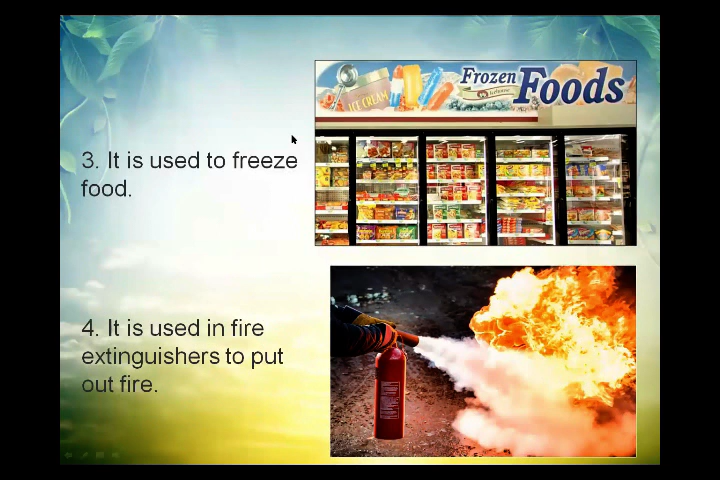 Frozen
Foods
ICE CREAM
3. It is used to freeze
food.
4. It is used in fire
extinguishers to put
out fire.